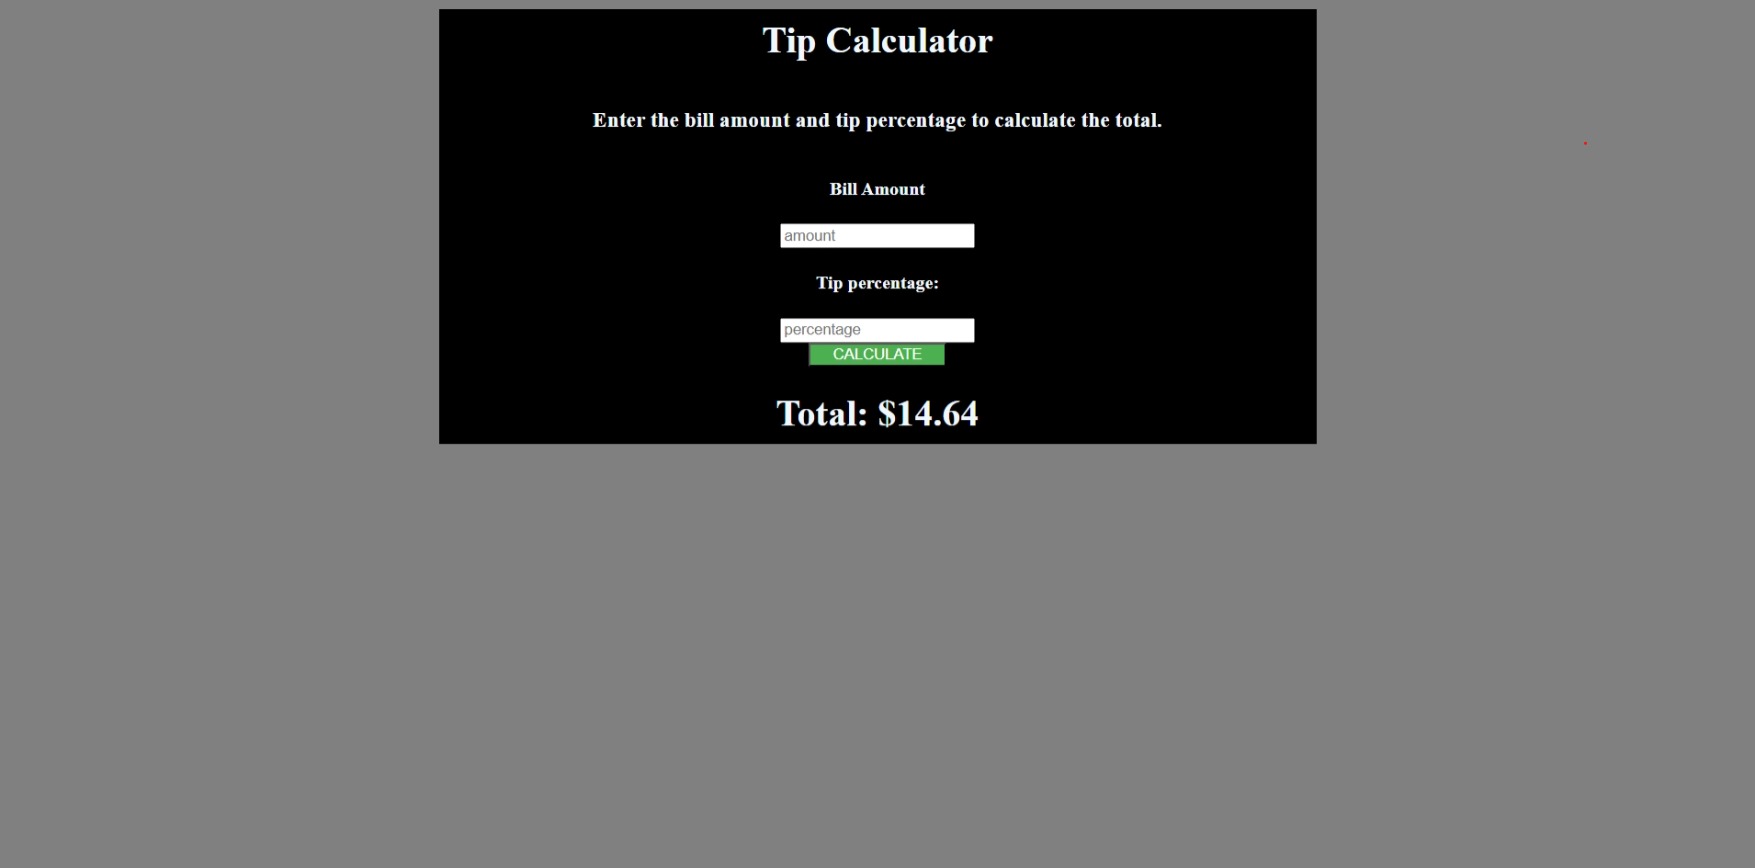 Tip Calculator
Enter the bill amount and tip percentage to calculate the total.
Bill Amount
amount
Tip percentage:
percentage
CALCULATE
Total: $14.64